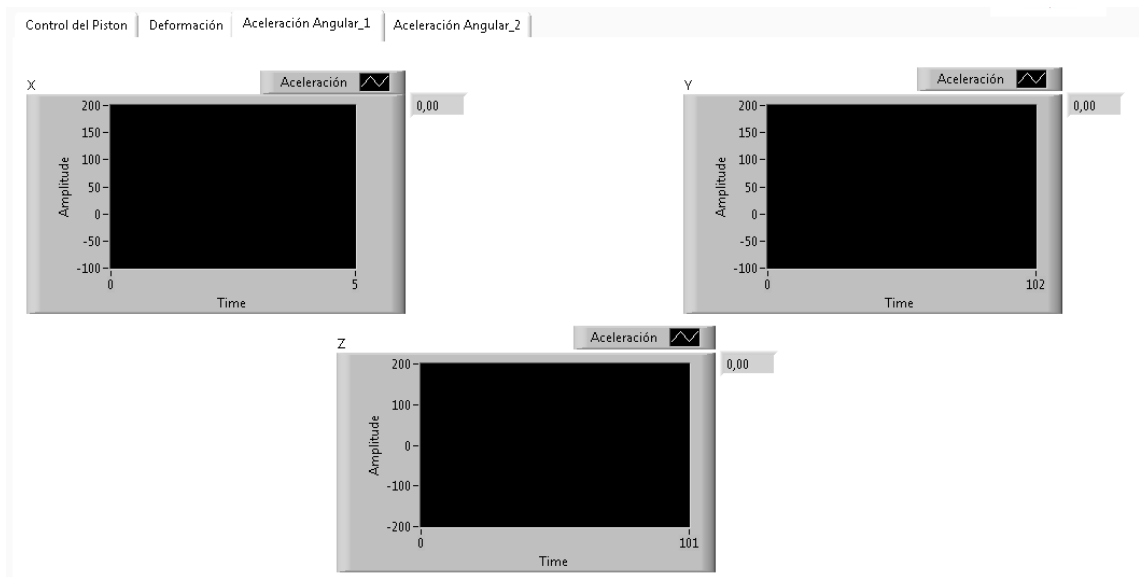 Control del Piston
Deformación
Aceleración Angular_1
Aceleración Angular_2
X
Aceleración
0,00
Amplitude
200
150
100
50
0
-50
-100
0
5
Time
Y
Aceleración
0,00
Amplitude
200
150
100
50
0
-50
-100
0
102
Time
Z
Aceleración
0,00
Amplitude
200
100
0
-100
-200
0
101
Time